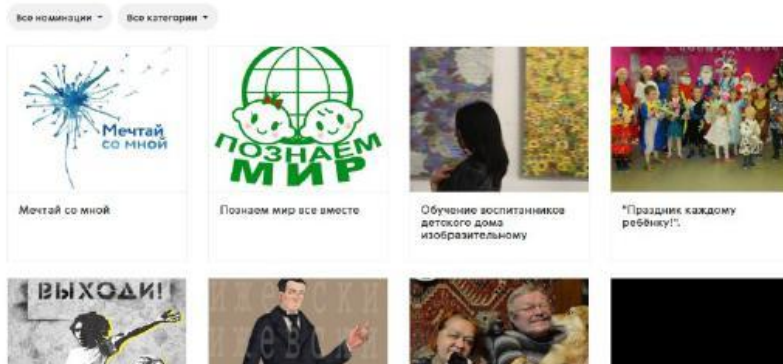 Все номинации
Все категории
Мечтай
со мной
ПОЗНАЕМ
МИР
Мечтай со мной
Познаем мир все вместе
Обучение воспитанников
детского дома
изобразительному
"Праздник каждому
ребёнку!".
ВЫХОДИ!